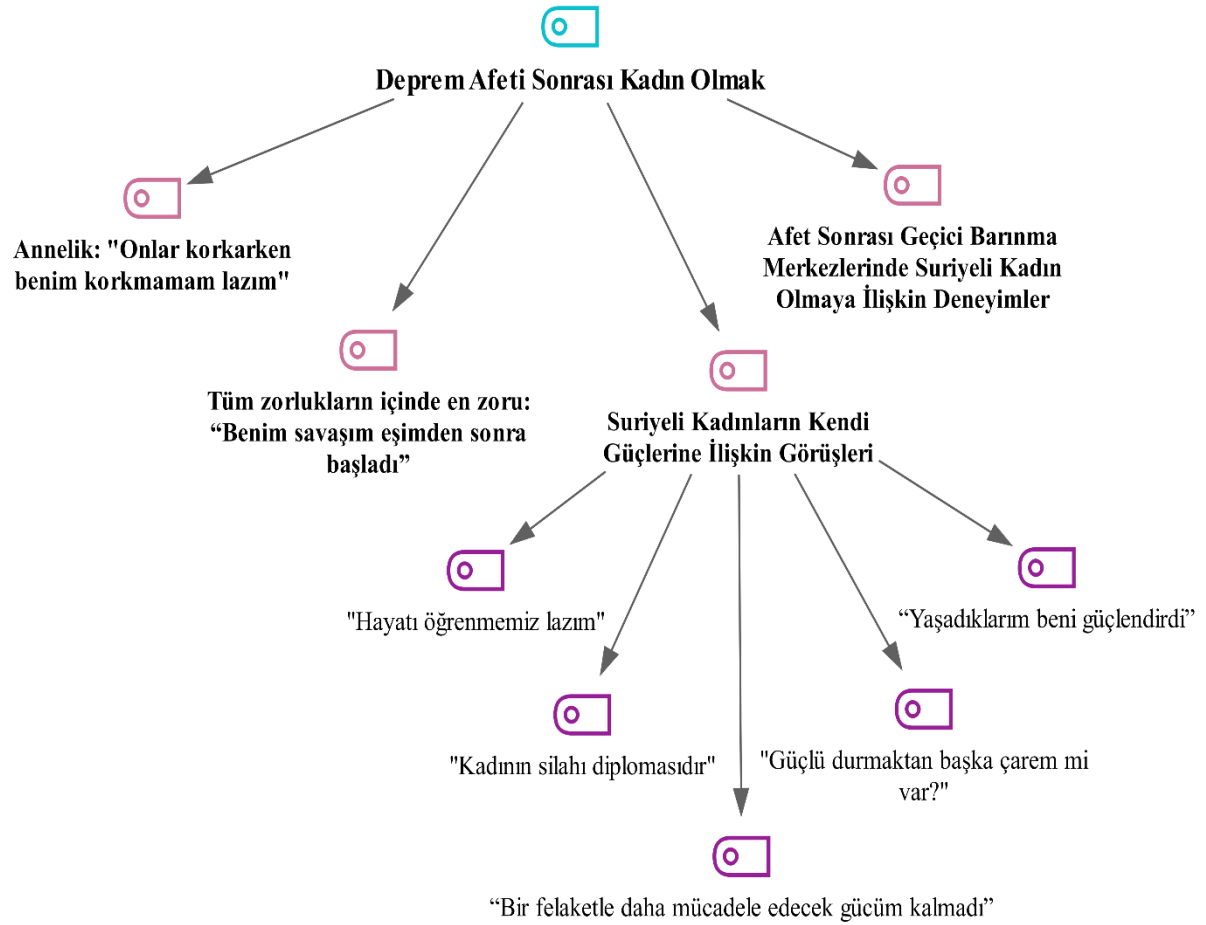 Deprem Afeti Sonrası Kadın Olmak
Annelik: "Onlar korkarken
benim korkmamam lazım"
Afet Sonrası Geçici Barınma
Merkezlerinde Suriyeli Kadın
Olmaya İlişkin Deneyimler
Tüm zorlukların içinde en zoru:
“Benim savaşım eşimden sonra
başladı”
Suriyeli Kadınların Kendi
Güçlerine İlişkin Görüşleri
"Hayatı öğrenmemiz lazım"
“Yaşadıklarım beni güçlendirdi”
"Kadının silahı diplomasıdır"
"Güçlü durmaktan başka çarem mi
var?"
“Bir felaketle daha mücadele edecek gücüm kalmadı”